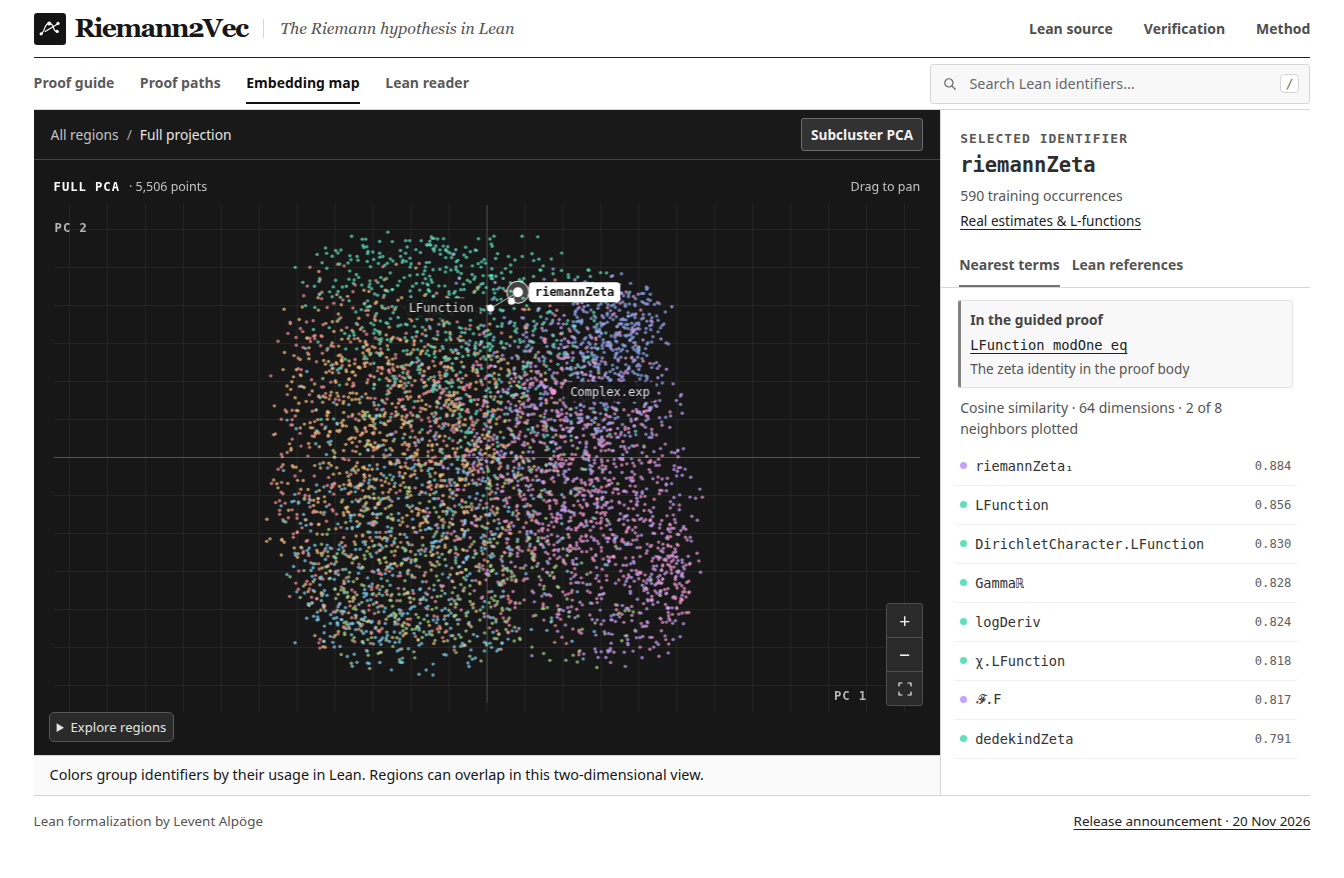 Riemann2Vec
The Riemann hypothesis in Lean
Lean source
Verification
Method
Proof guide
Proof paths
Embedding map
Lean reader
Search Lean identifiers...
/
All regions / Full projection
Subcluster PCA
FULL PCA · 5,506 points
Drag to pan
PC 2
riemannZeta
LFunction
Complex.exp
+
−
PC 1
Explore regions
Colors group identifiers by their usage in Lean. Regions can overlap in this two-dimensional view.
SELECTED IDENTIFIER
riemannZeta
590 training occurrences
Real estimates & L-functions
Nearest terms
Lean references
In the guided proof
LFunction modOne eq
The zeta identity in the proof body
Cosine similarity · 64 dimensions · 2 of 8
neighbors plotted
riemannZeta₁ 0.884
LFunction 0.856
DirichletCharacter.LFunction 0.830
Gammaℝ 0.828
logDeriv 0.824
χ.LFunction 0.818
𝓕.F 0.817
dedekindZeta 0.791
Lean formalization by Levent Alpöge
Release announcement · 20 Nov 2026